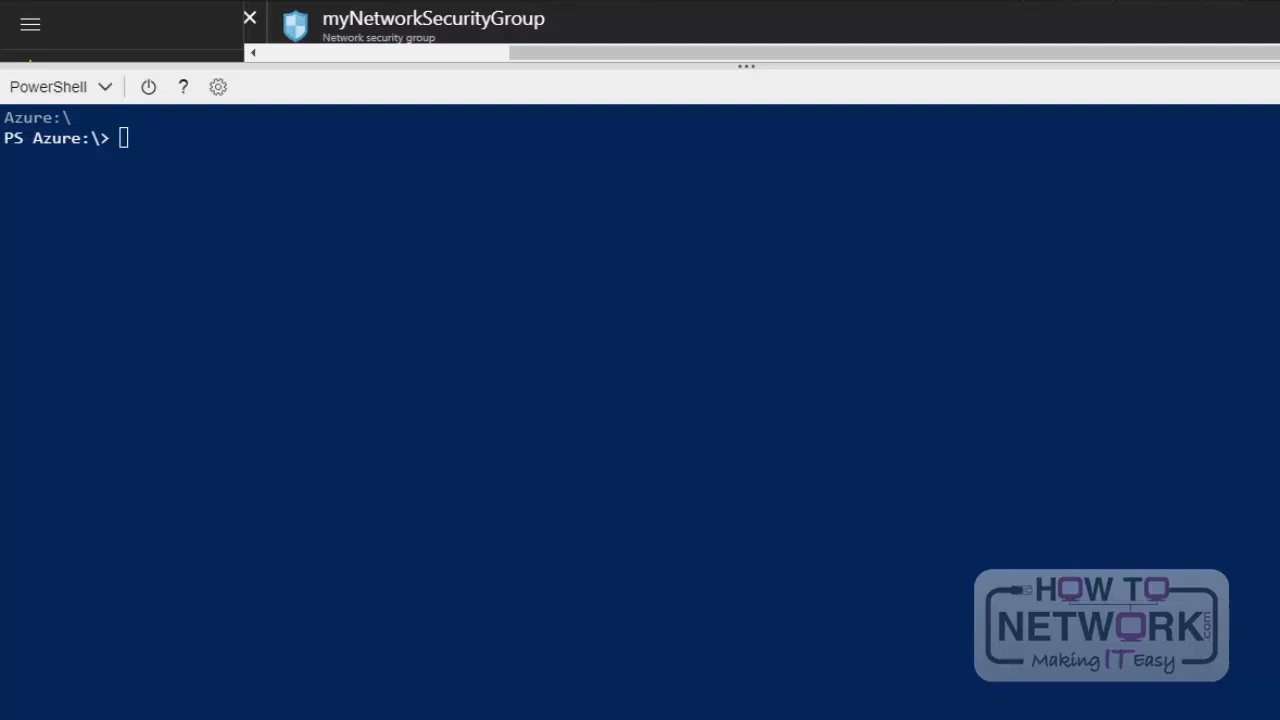 myNetworkSecurityGroup
Network security group
PowerShell
?
Azure:\
PS Azure:\>
HOW TO
NETWORK.com
Making IT Easy